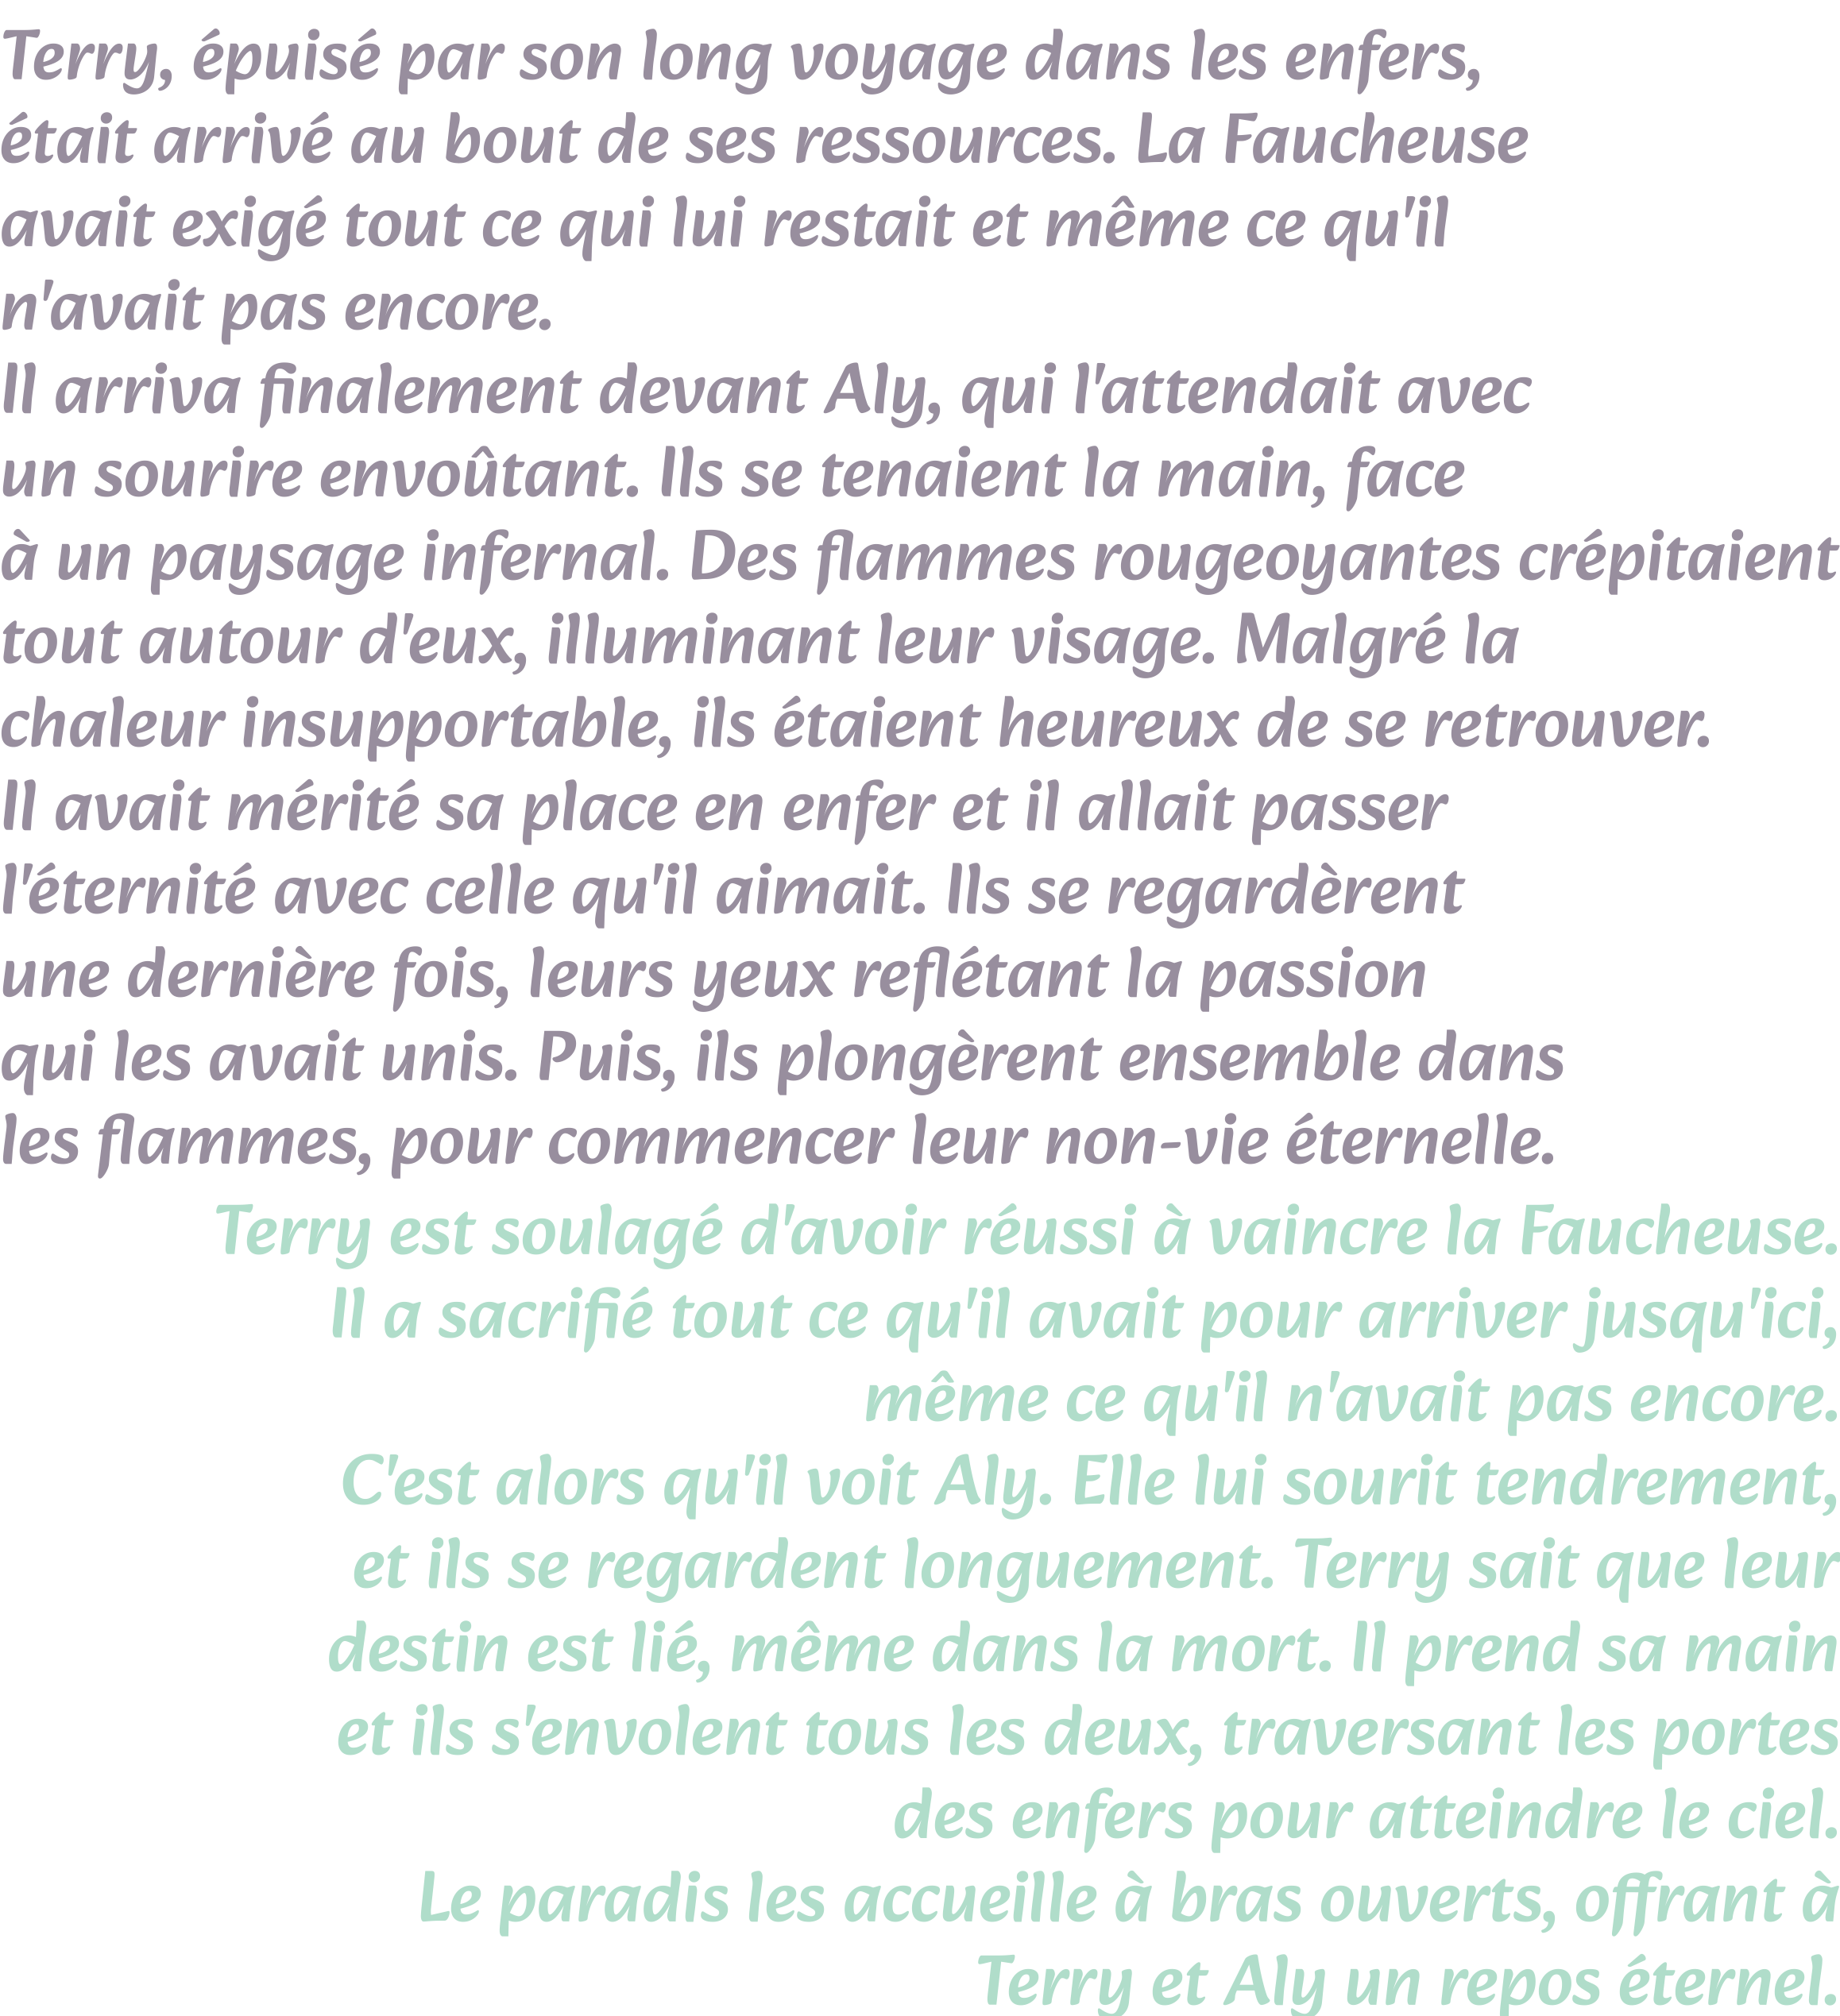 Terry, épuisé par son long voyage dans les enfers,
était arrivé au bout de ses ressources. La Faucheuse
avait exigé tout ce qui lui restait et même ce qu'il
n'avait pas encore.
Il arriva finalement devant Aly, qui l'attendait avec
un sourire envoûtant. Ils se tenaient la main, face
à un paysage infernal. Des flammes rougeoyantes crépitaient
tout autour d'eux, illuminant leur visage. Malgré la
chaleur insupportable, ils étaient heureux de se retrouver.
Il avait mérité sa place en enfer et il allait passer
l'éternité avec celle qu'il aimait. Ils se regardèrent
une dernière fois, leurs yeux reflétant la passion
qui les avait unis. Puis, ils plongèrent ensemble dans
les flammes, pour commencer leur non-vie éternelle.
Terry est soulagé d'avoir réussi à vaincre la Faucheuse.
Il a sacrifié tout ce qu'il avait pour arriver jusqu'ici,
même ce qu'il n'avait pas encore.
C'est alors qu'il voit Aly. Elle lui sourit tendrement,
et ils se regardent longuement. Terry sait que leur
destin est lié, même dans la mort. Il prend sa main
et ils s'envolent tous les deux, traversant les portes
des enfers pour atteindre le ciel.
Le paradis les accueille à bras ouverts, offrant à
Terry et Aly un repos éternel.